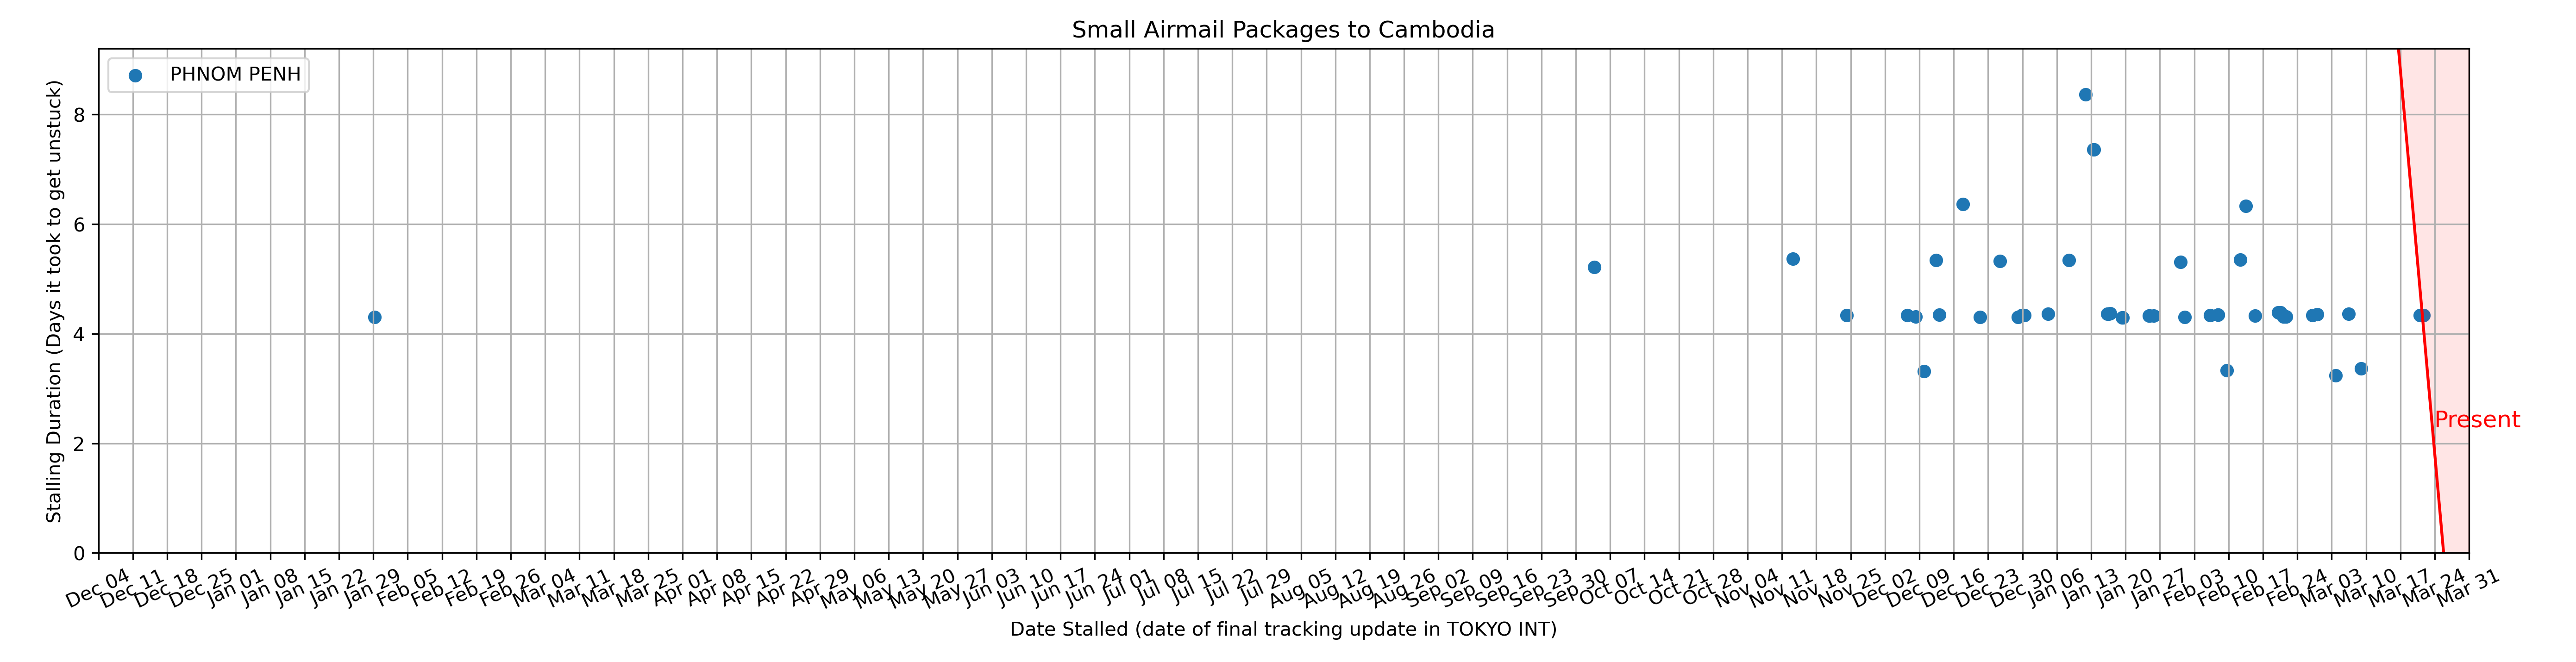 Small Airmail Packages to Cambodia
PHNOM PENH
Stalling Duration (Days it took to get unstuck)
8
6
4
2
0
Present
Dec 04 Dec 11 Dec 18 Dec 25 Jan 01 Jan 08 Jan 15 Jan 22 Jan 29 Feb 05 Feb 12 Feb 19 Feb 26 Mar 04 Mar 11 Mar 18 Mar 25 Apr 01 Apr 08 Apr 15 Apr 22 Apr 29 May 06 May 13 May 20 May 27 Jun 03 Jun 10 Jun 17 Jun 24 Jul 01 Jul 08 Jul 15 Jul 22 Jul 29 Aug 05 Aug 12 Aug 19 Aug 26 Sep 02 Sep 09 Sep 16 Sep 23 Sep 30 Oct 07 Oct 14 Oct 21 Oct 28 Nov 04 Nov 11 Nov 18 Nov 25 Dec 02 Dec 09 Dec 16 Dec 23 Dec 30 Jan 06 Jan 13 Jan 20 Jan 27 Feb 03 Feb 10 Feb 17 Feb 24 Mar 03 Mar 10 Mar 17 Mar 24 Mar 31
Date Stalled (date of final tracking update in TOKYO INT)